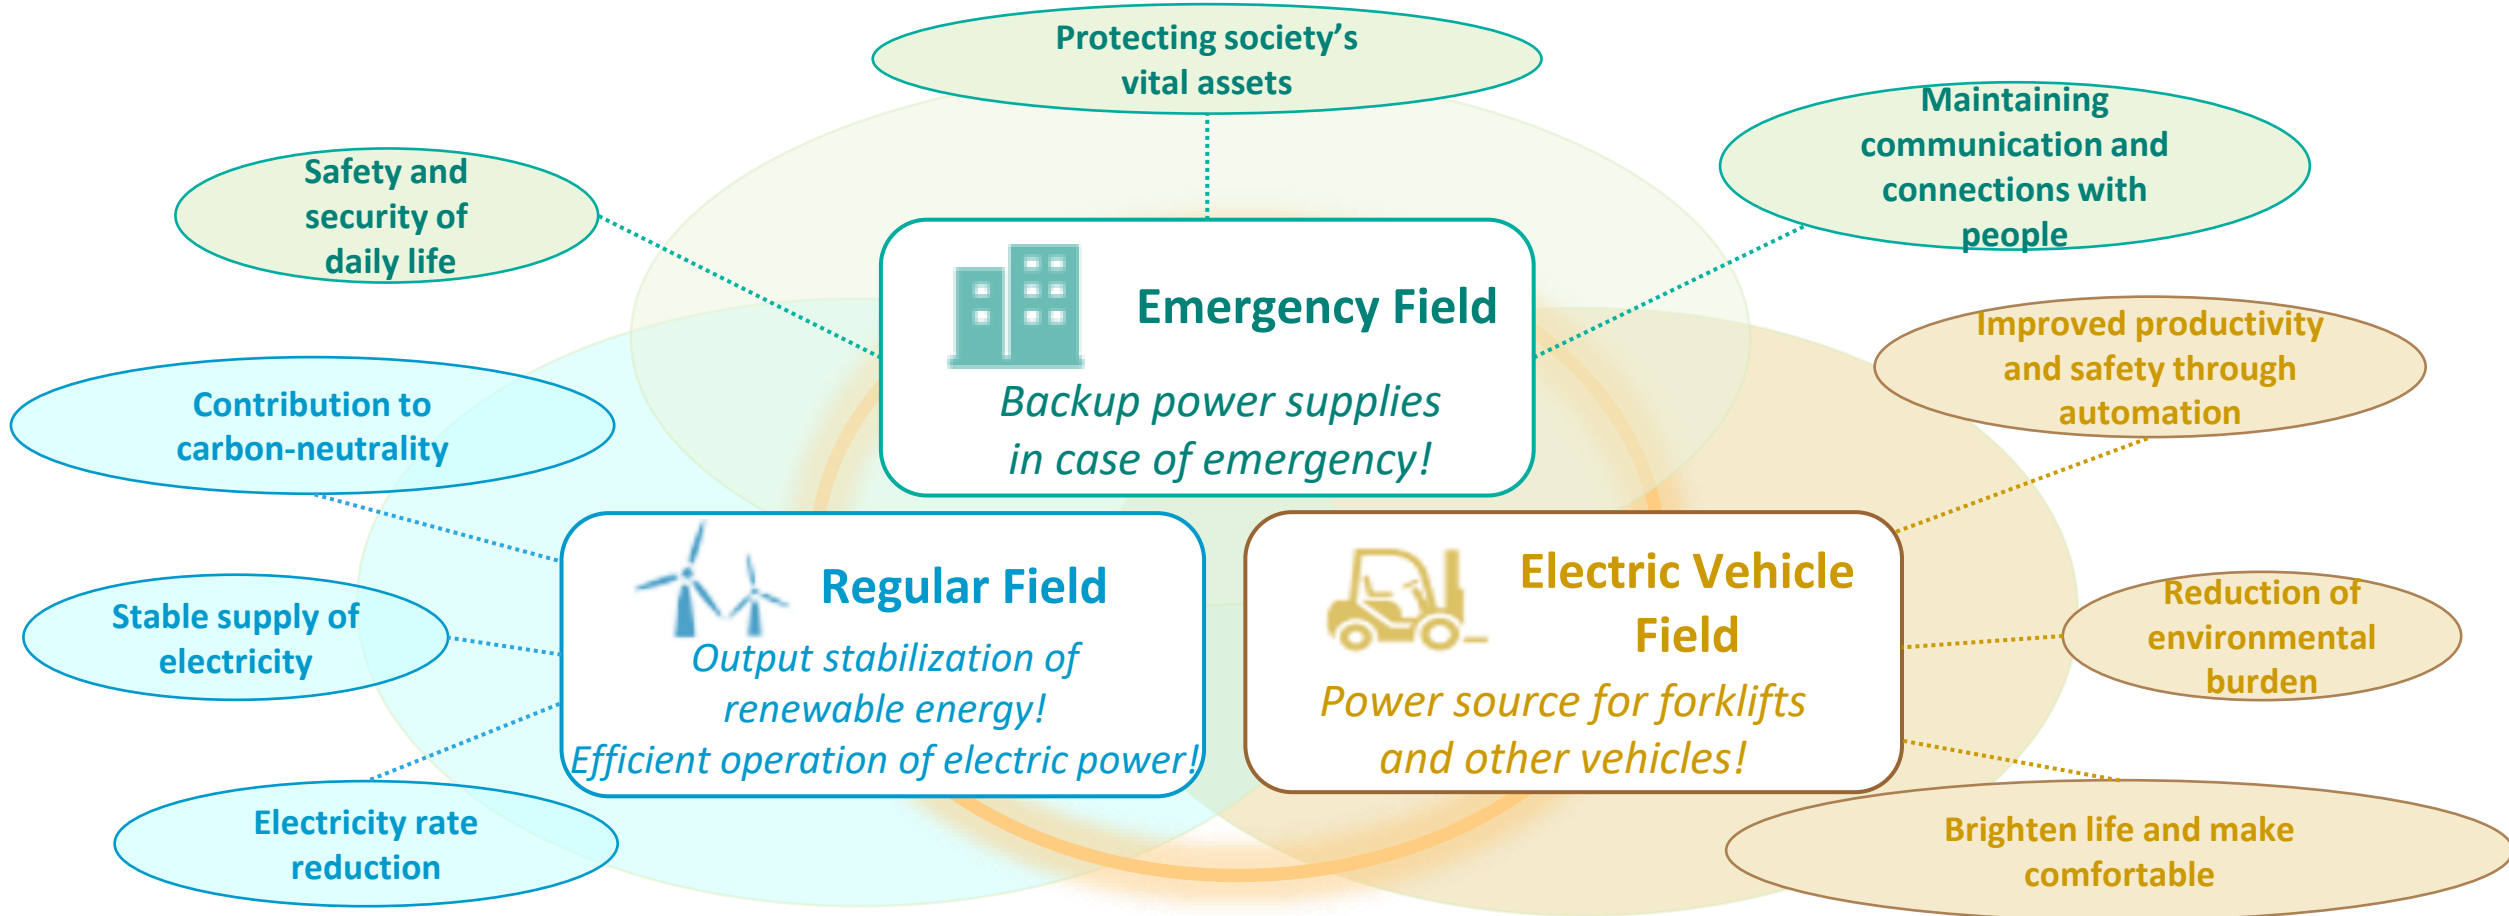 Protecting society's
vital assets
Maintaining
communication and
connections with
people
Safety and
security of
daily life
Emergency Field
Backup power supplies
in case of emergency!
Improved productivity
and safety through
automation
Contribution to
carbon-neutrality
Regular Field
Output stabilization of
renewable energy!
Efficient operation of electric power!
Electric Vehicle
Field
Power source for forklifts
and other vehicles!
Stable supply of
electricity
Reduction of
environmental
burden
Electricity rate
reduction
Brighten life and make
comfortable